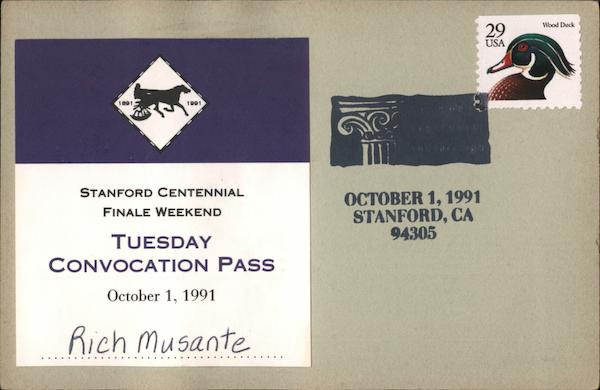 1891 1991
STANFORD CENTENNIAL
FINALE WEEKEND
TUESDAY
CONVOCATION PASS
October 1, 1991
Rich Musante
29
USA
Wood Duck
OCTOBER 1, 1991
STANFORD, CA
94305